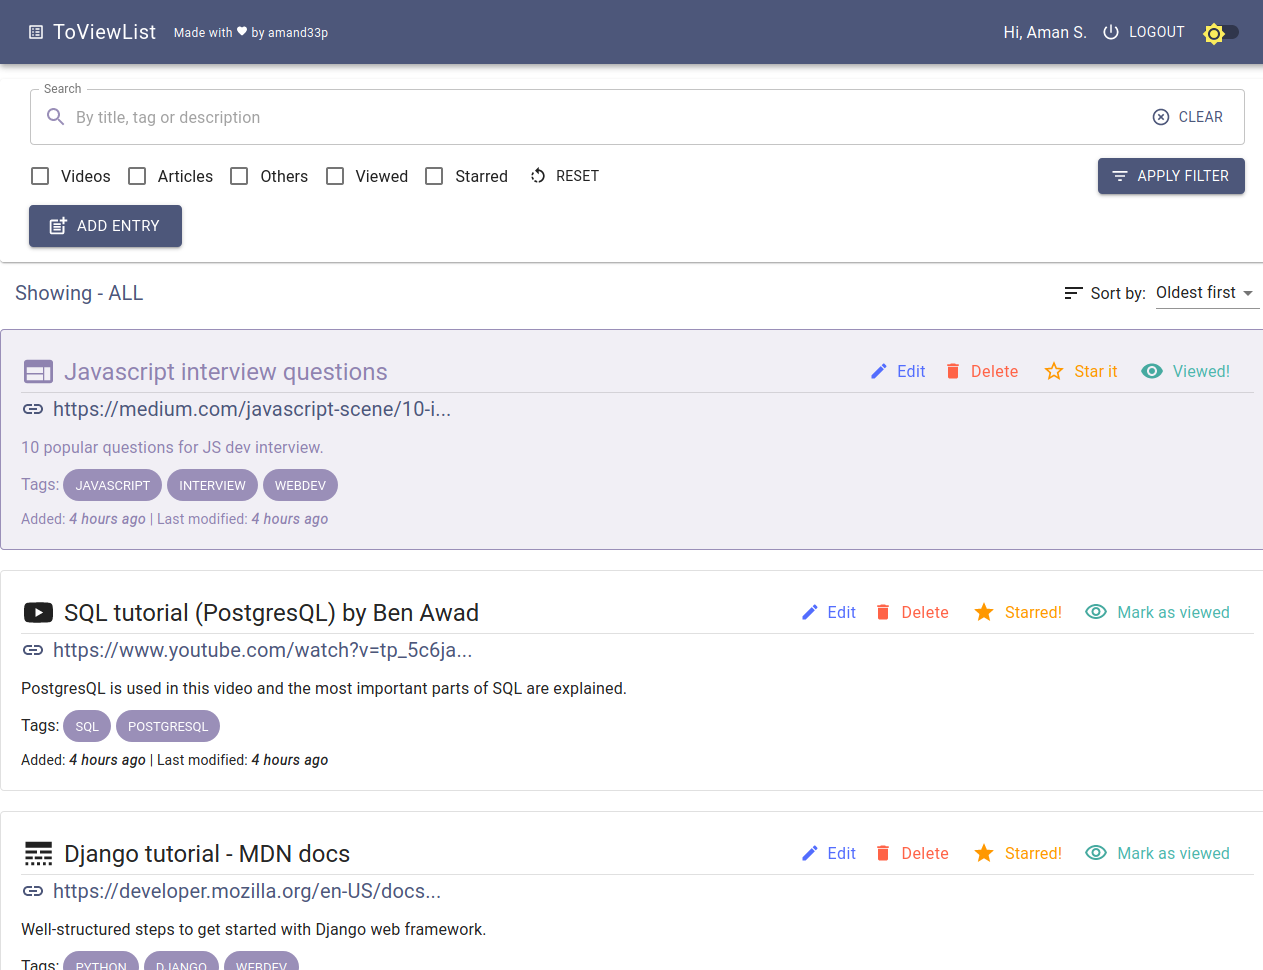 ToViewList Made with ♥ by amand33p Hi, Aman S. LOGOUT
Search
By title, tag or description CLEAR
Videos Articles Others Viewed Starred RESET APPLY FILTER
ADD ENTRY
Showing - ALL Sort by: Oldest first
Javascript interview questions Edit Delete Star it Viewed!
https://medium.com/javascript-scene/10-i...
10 popular questions for JS dev interview.
Tags: JAVASCRIPT INTERVIEW WEBDEV
Added: 4 hours ago | Last modified: 4 hours ago
SQL tutorial (PostgresQL) by Ben Awad Edit Delete Starred! Mark as viewed
https://www.youtube.com/watch?v=tp_5c6ja...
PostgresQL is used in this video and the most important parts of SQL are explained.
Tags: SQL POSTGRESQL
Added: 4 hours ago | Last modified: 4 hours ago
Django tutorial - MDN docs Edit Delete Starred! Mark as viewed
https://developer.mozilla.org/en-US/docs...
Well-structured steps to get started with Django web framework.
Tags: PYTHON DJANGO WEBDEV